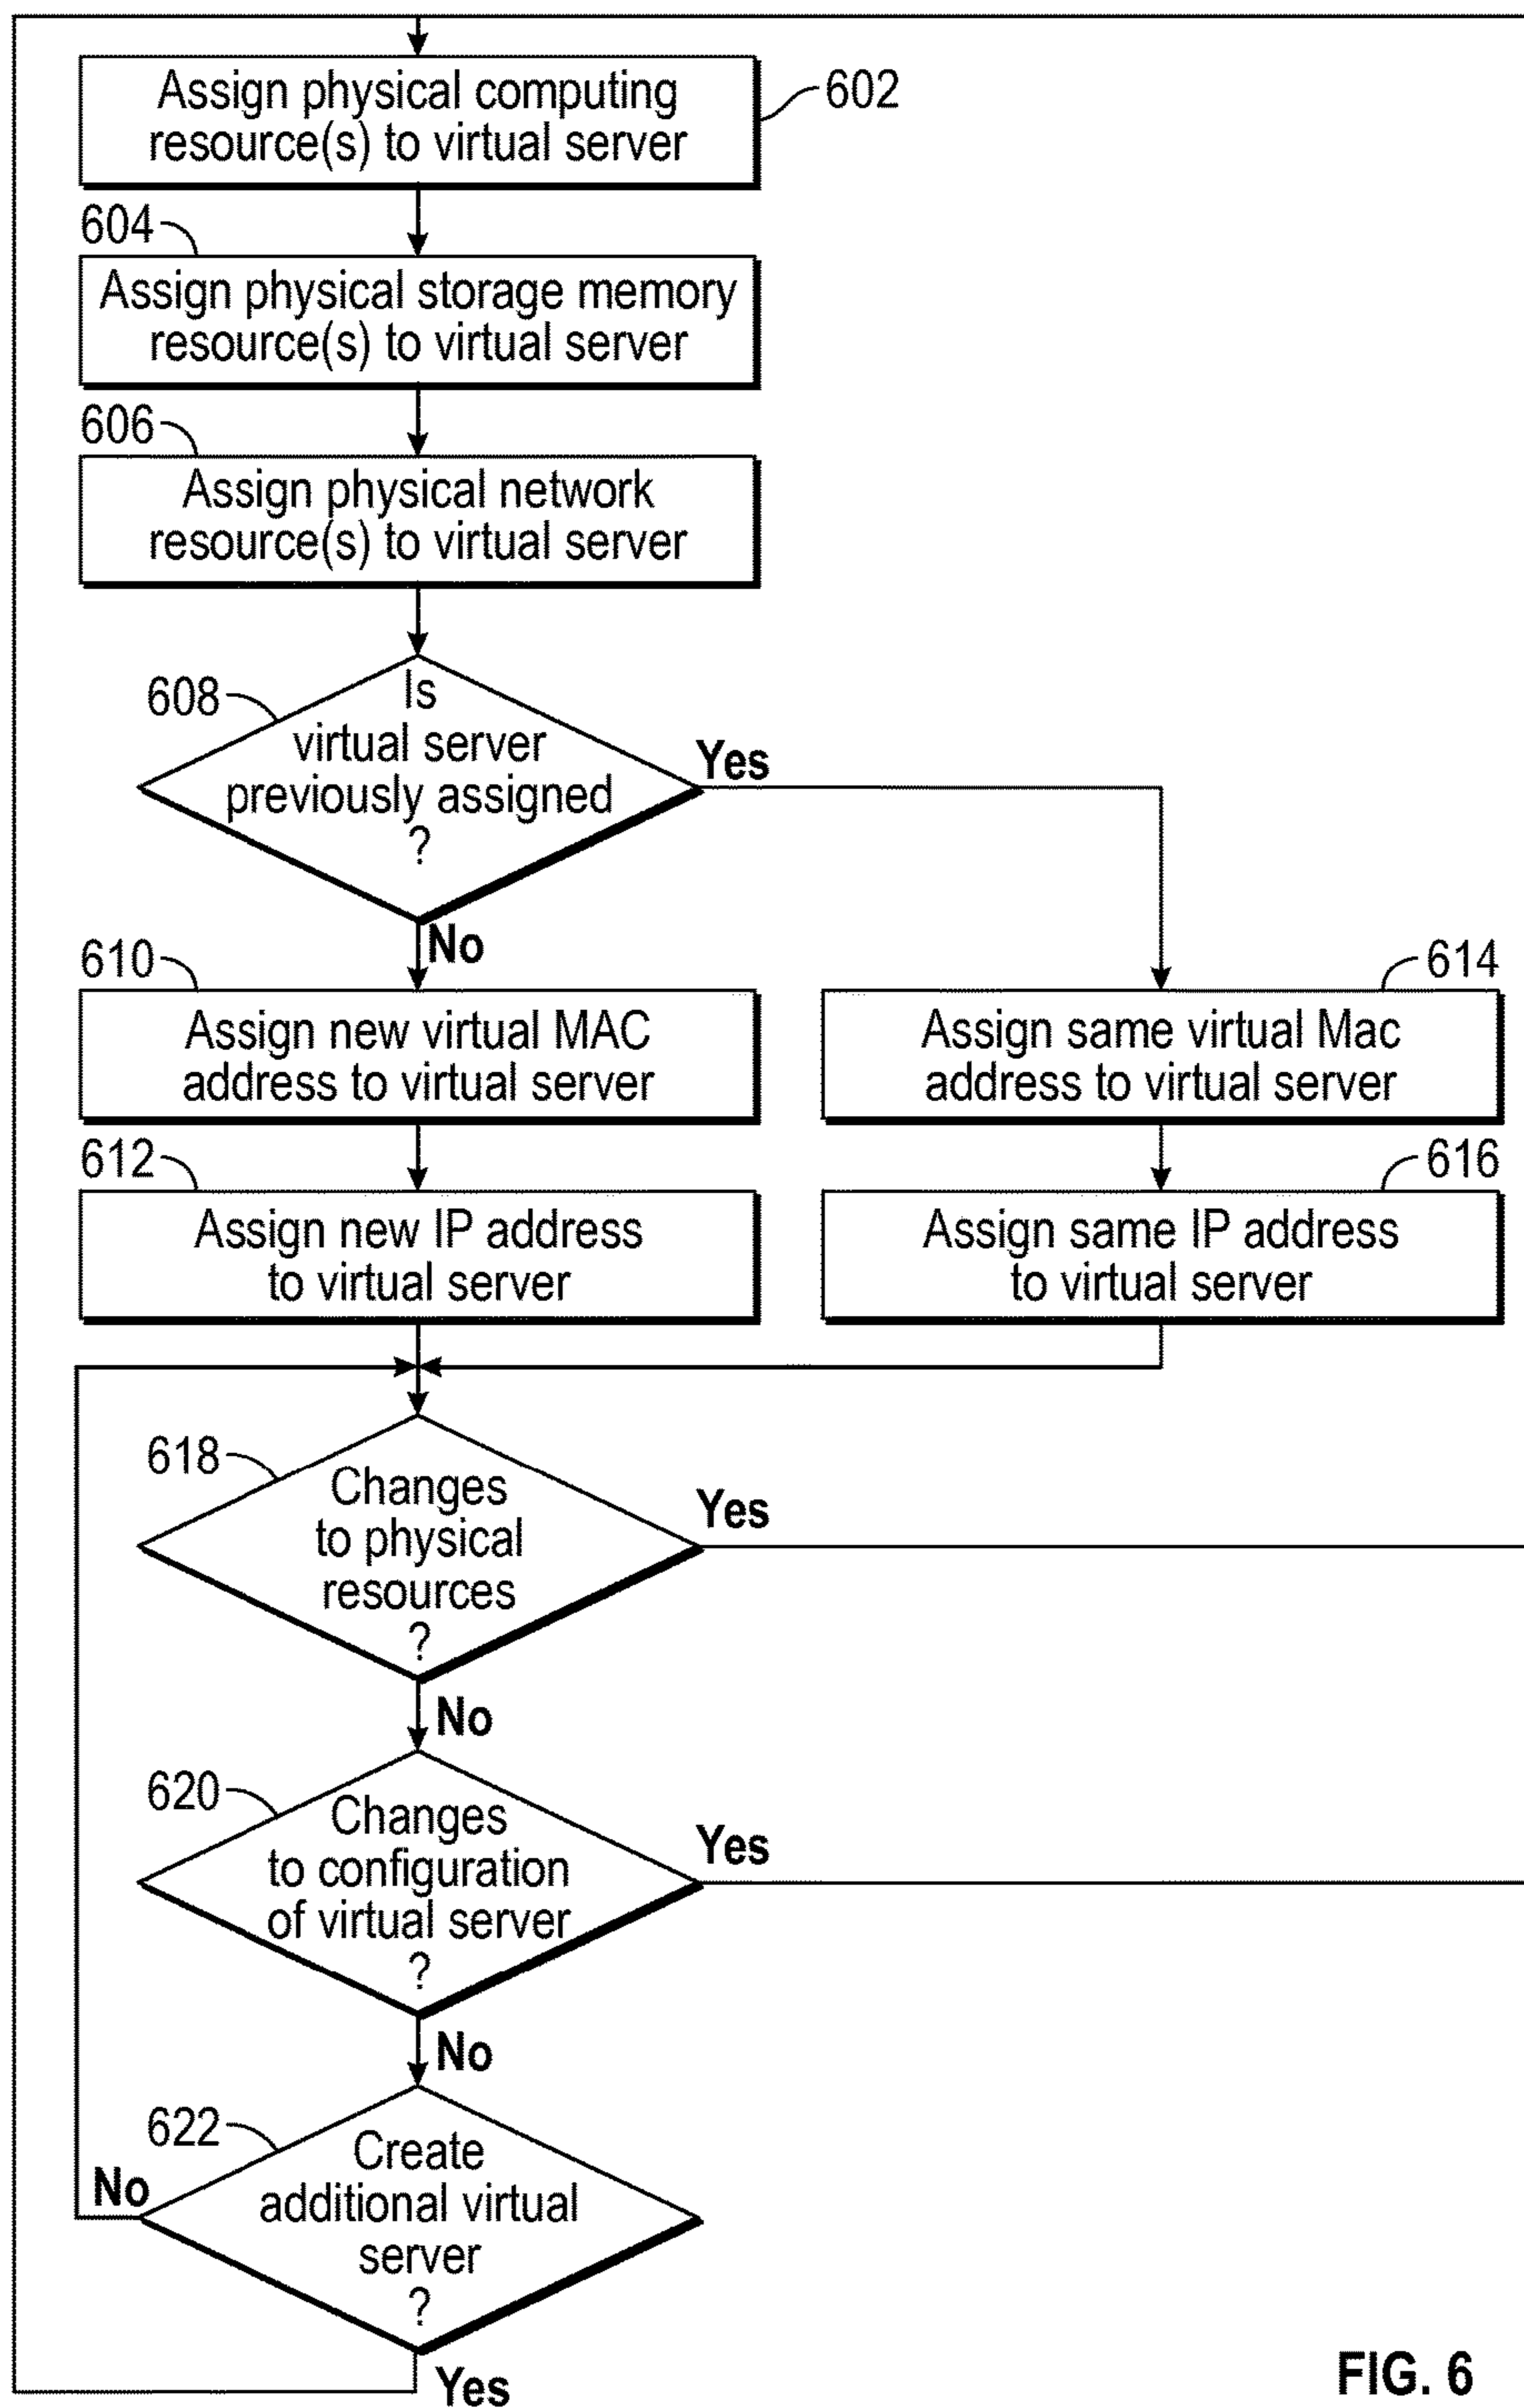 Assign physical computing
resource(s) to virtual server
602
604
Assign physical storage memory
resource(s) to virtual server
606
Assign physical network
resource(s) to virtual server
608
Is
virtual server
previously assigned
?
Yes
No
610
Assign new virtual MAC
address to virtual server
614
Assign same virtual Mac
address to virtual server
612
Assign new IP address
to virtual server
616
Assign same IP address
to virtual server
618
Changes
to physical
resources
?
Yes
No
620
Changes
to configuration
of virtual server
?
Yes
No
622
Create
additional virtual
server
?
No
Yes
FIG. 6